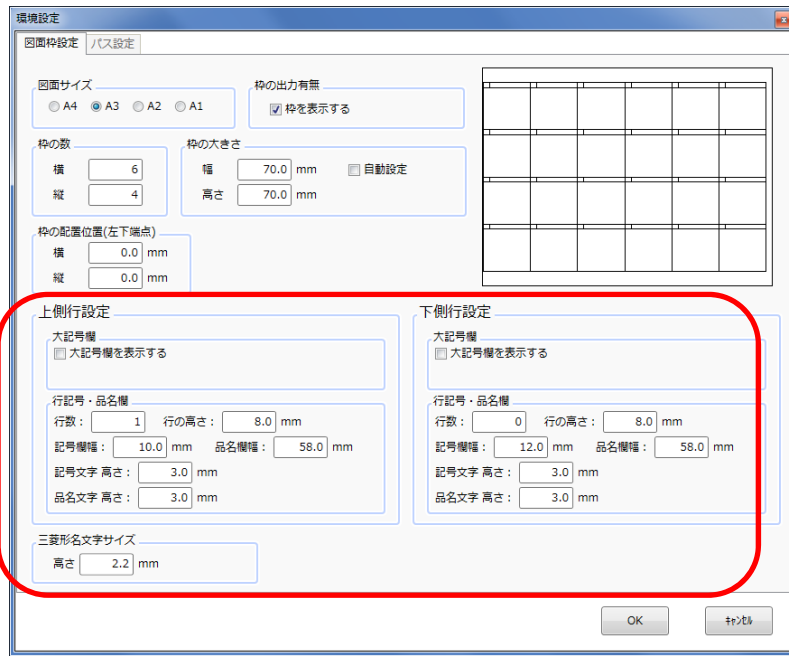 環境設定
x
図面枠設定 パス設定
図面サイズ
A4 A3 A2 A1
枠の出力有無
枠を表示する
枠の数
横 6
縦 4
枠の大きさ
幅 70.0 mm 自動設定
高さ 70.0 mm
枠の配置位置(左下端点)
横 0.0 mm
縦 0.0 mm
上側行設定
大記号欄
大記号欄を表示する
行記号・品名欄
行数： 1 行の高さ： 8.0 mm
記号欄幅： 10.0 mm 品名欄幅： 58.0 mm
記号文字 高さ： 3.0 mm
品名文字 高さ： 3.0 mm
下側行設定
大記号欄
大記号欄を表示する
行記号・品名欄
行数： 0 行の高さ： 8.0 mm
記号欄幅： 12.0 mm 品名欄幅： 58.0 mm
記号文字 高さ： 3.0 mm
品名文字 高さ： 3.0 mm
三菱形名文字サイズ
高さ 2.2 mm
OK ｷｬﾝｾﾙ